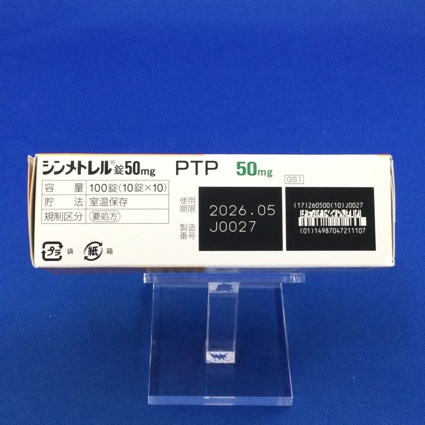 シンメトレル®錠50mg PTP 50mg
容量 100錠(10錠×10)
貯法 室温保存
規制区分 要処方
プラ 袋 紙 箱
使用期限 2026.05
製造番号 J0027
GS1
(17)260500(10)J0027
(01)14987047211107